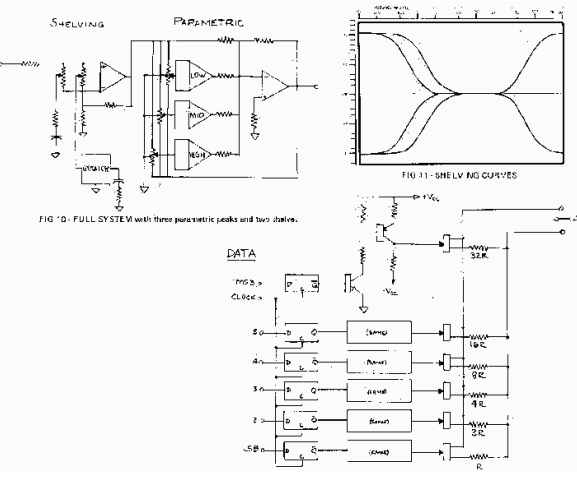 SHELVING
PARAMETRIC
LOW
MID
HIGH
FIG 10 - FULL SYSTEM with three parametric peaks and two shelves
FIG 11 - SHELVING CURVES
+Vcc
-Vcc
32R
DATA
MSB
CLOCK
D
C
Q
5
D
C
Q
(SAME)
16R
4
D
C
Q
(SAME)
8R
3
D
C
Q
(SAME)
4R
2
D
C
Q
(SAME)
2R
LSB
D
C
Q
(SAME)
R